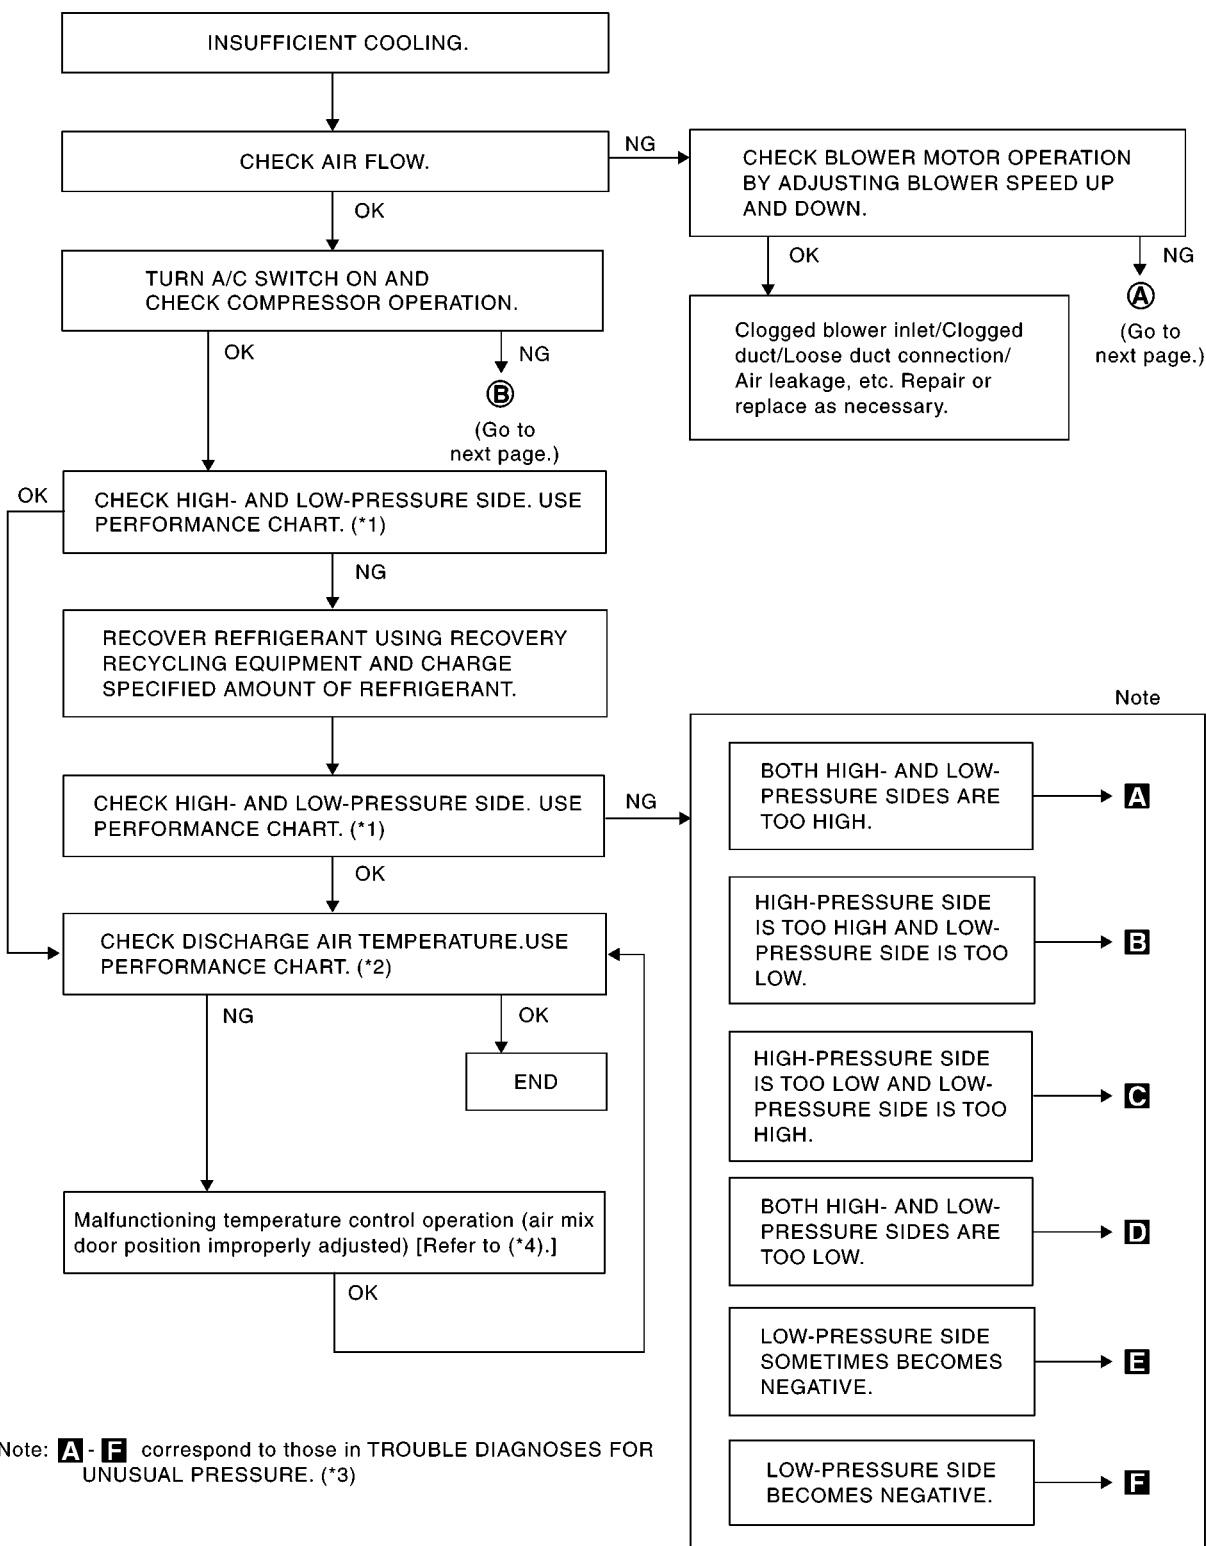 INSUFFICIENT COOLING.
CHECK AIR FLOW.
NG
CHECK BLOWER MOTOR OPERATION
BY ADJUSTING BLOWER SPEED UP
AND DOWN.
OK
OK
NG
TURN A/C SWITCH ON AND
CHECK COMPRESSOR OPERATION.
A
(Go to
next page.)
Clogged blower inlet/Clogged
duct/Loose duct connection/
Air leakage, etc. Repair or
replace as necessary.
OK
NG
B
(Go to
next page.)
OK
CHECK HIGH- AND LOW-PRESSURE SIDE. USE
PERFORMANCE CHART. (*1)
NG
RECOVER REFRIGERANT USING RECOVERY
RECYCLING EQUIPMENT AND CHARGE
SPECIFIED AMOUNT OF REFRIGERANT.
Note
CHECK HIGH- AND LOW-PRESSURE SIDE. USE
PERFORMANCE CHART. (*1)
NG
BOTH HIGH- AND LOW-
PRESSURE SIDES ARE
TOO HIGH.
A
OK
HIGH-PRESSURE SIDE
IS TOO HIGH AND LOW-
PRESSURE SIDE IS TOO
LOW.
B
CHECK DISCHARGE AIR TEMPERATURE.USE
PERFORMANCE CHART. (*2)
NG
OK
END
HIGH-PRESSURE SIDE
IS TOO LOW AND LOW-
PRESSURE SIDE IS TOO
HIGH.
C
Malfunctioning temperature control operation (air mix
door position improperly adjusted) [Refer to (*4).]
OK
BOTH HIGH- AND LOW-
PRESSURE SIDES ARE
TOO LOW.
D
LOW-PRESSURE SIDE
SOMETIMES BECOMES
NEGATIVE.
E
LOW-PRESSURE SIDE
BECOMES NEGATIVE.
F
Note: A - F correspond to those in TROUBLE DIAGNOSES FOR
UNUSUAL PRESSURE. (*3)